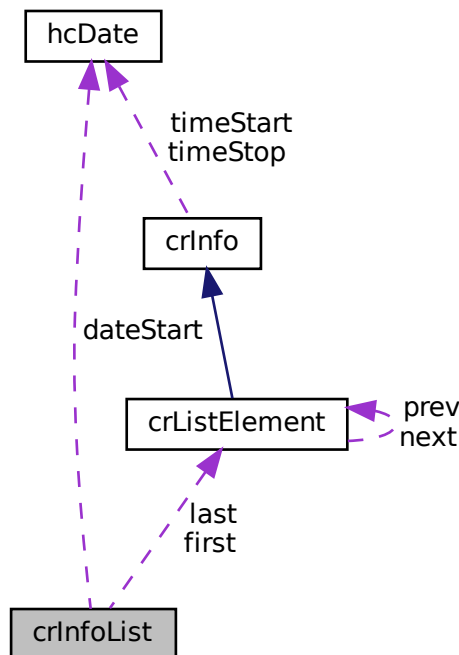 hcDate
timeStart
timeStop
crInfo
dateStart
crListElement
prev
next
last
first
crInfoList